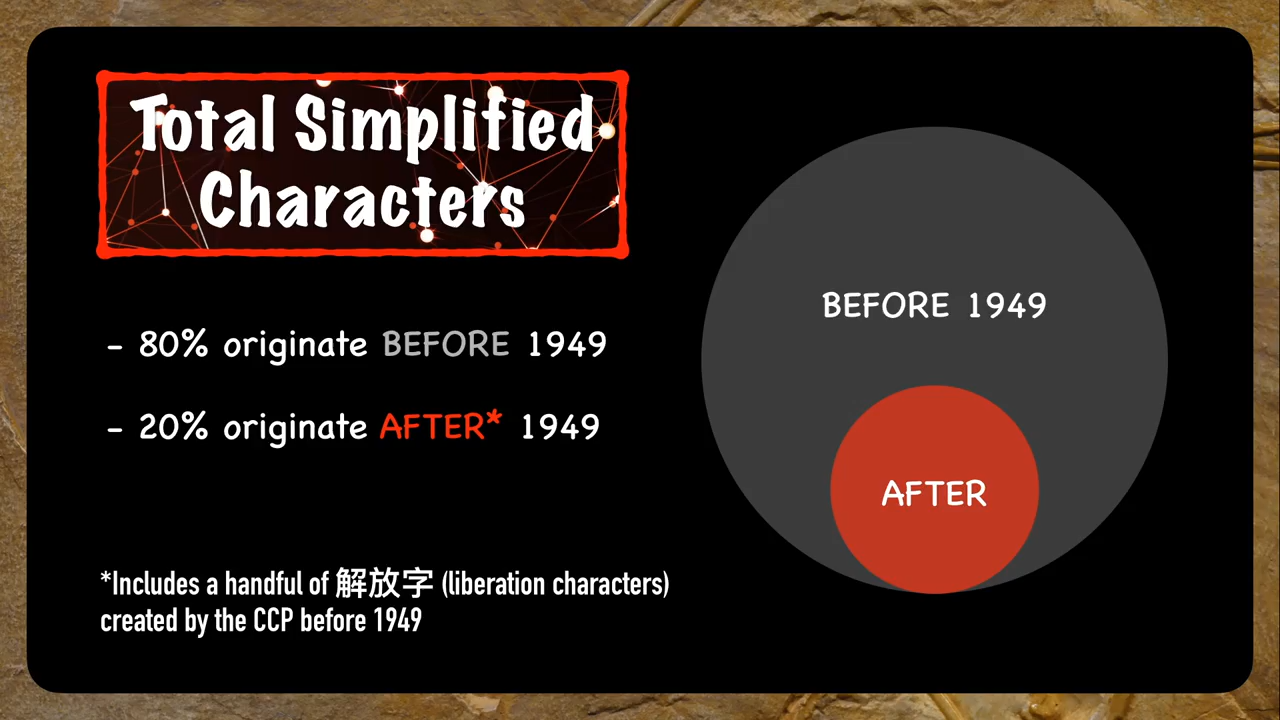 Total Simplified
Characters
- 80% originate BEFORE 1949
- 20% originate AFTER* 1949
BEFORE 1949
AFTER
*Includes a handful of 解放字 (liberation characters)
created by the CCP before 1949